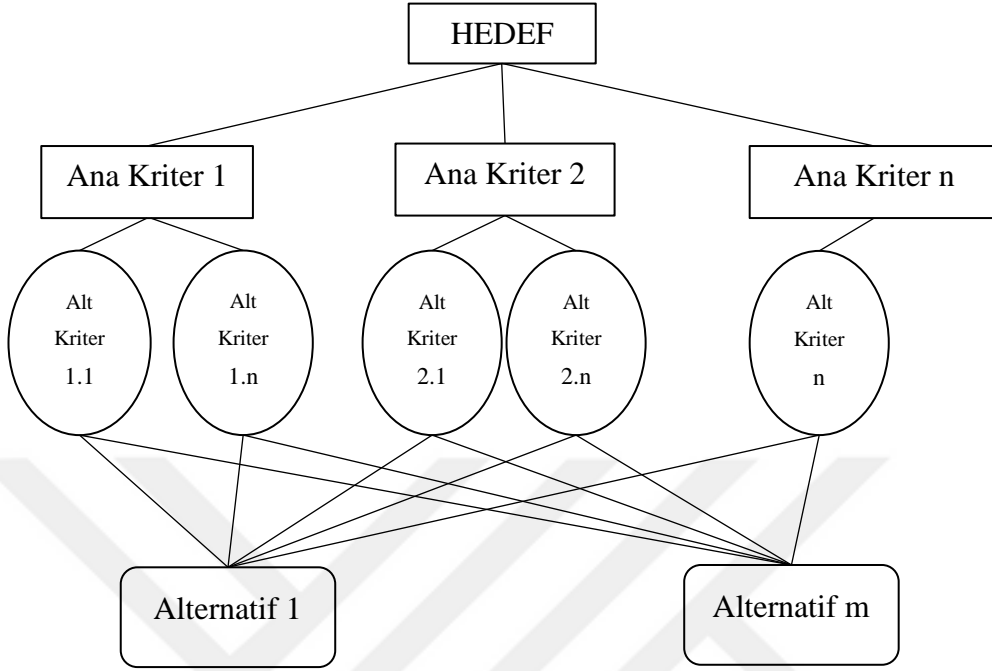 HEDEF
Ana Kriter 1
Ana Kriter 2
Ana Kriter n
Alt
Kriter
1.1
Alt
Kriter
1.n
Alt
Kriter
2.1
Alt
Kriter
2.n
Alt
Kriter
n
Alternatif 1
Alternatif m